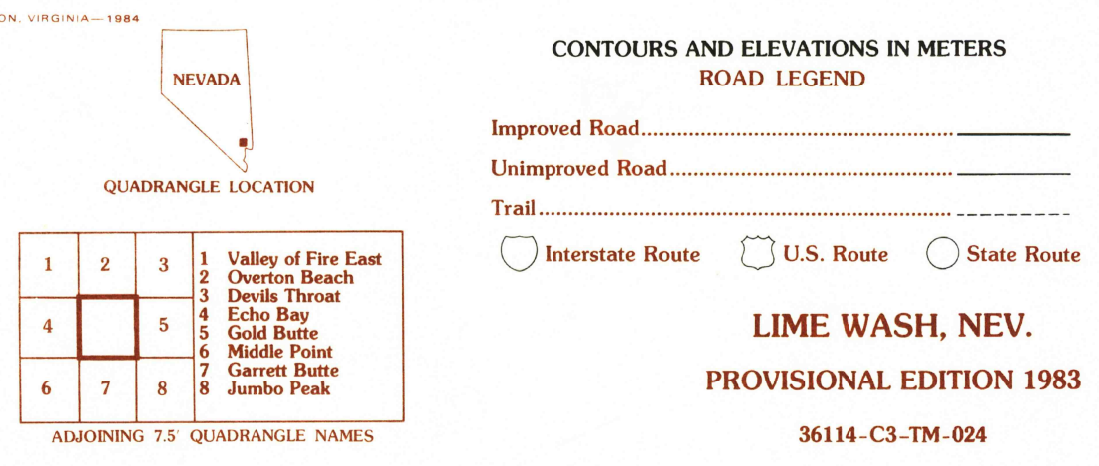 ON, VIRGINIA—1984
NEVADA
QUADRANGLE LOCATION
1 2 3
4 5
6 7 8
1 Valley of Fire East
2 Overton Beach
3 Devils Throat
4 Echo Bay
5 Gold Butte
6 Middle Point
7 Garrett Butte
8 Jumbo Peak
ADJOINING 7.5' QUADRANGLE NAMES
CONTOURS AND ELEVATIONS IN METERS
ROAD LEGEND
Improved Road
Unimproved Road
Trail
Interstate Route U.S. Route State Route
LIME WASH, NEV.
PROVISIONAL EDITION 1983
36114-C3-TM-024